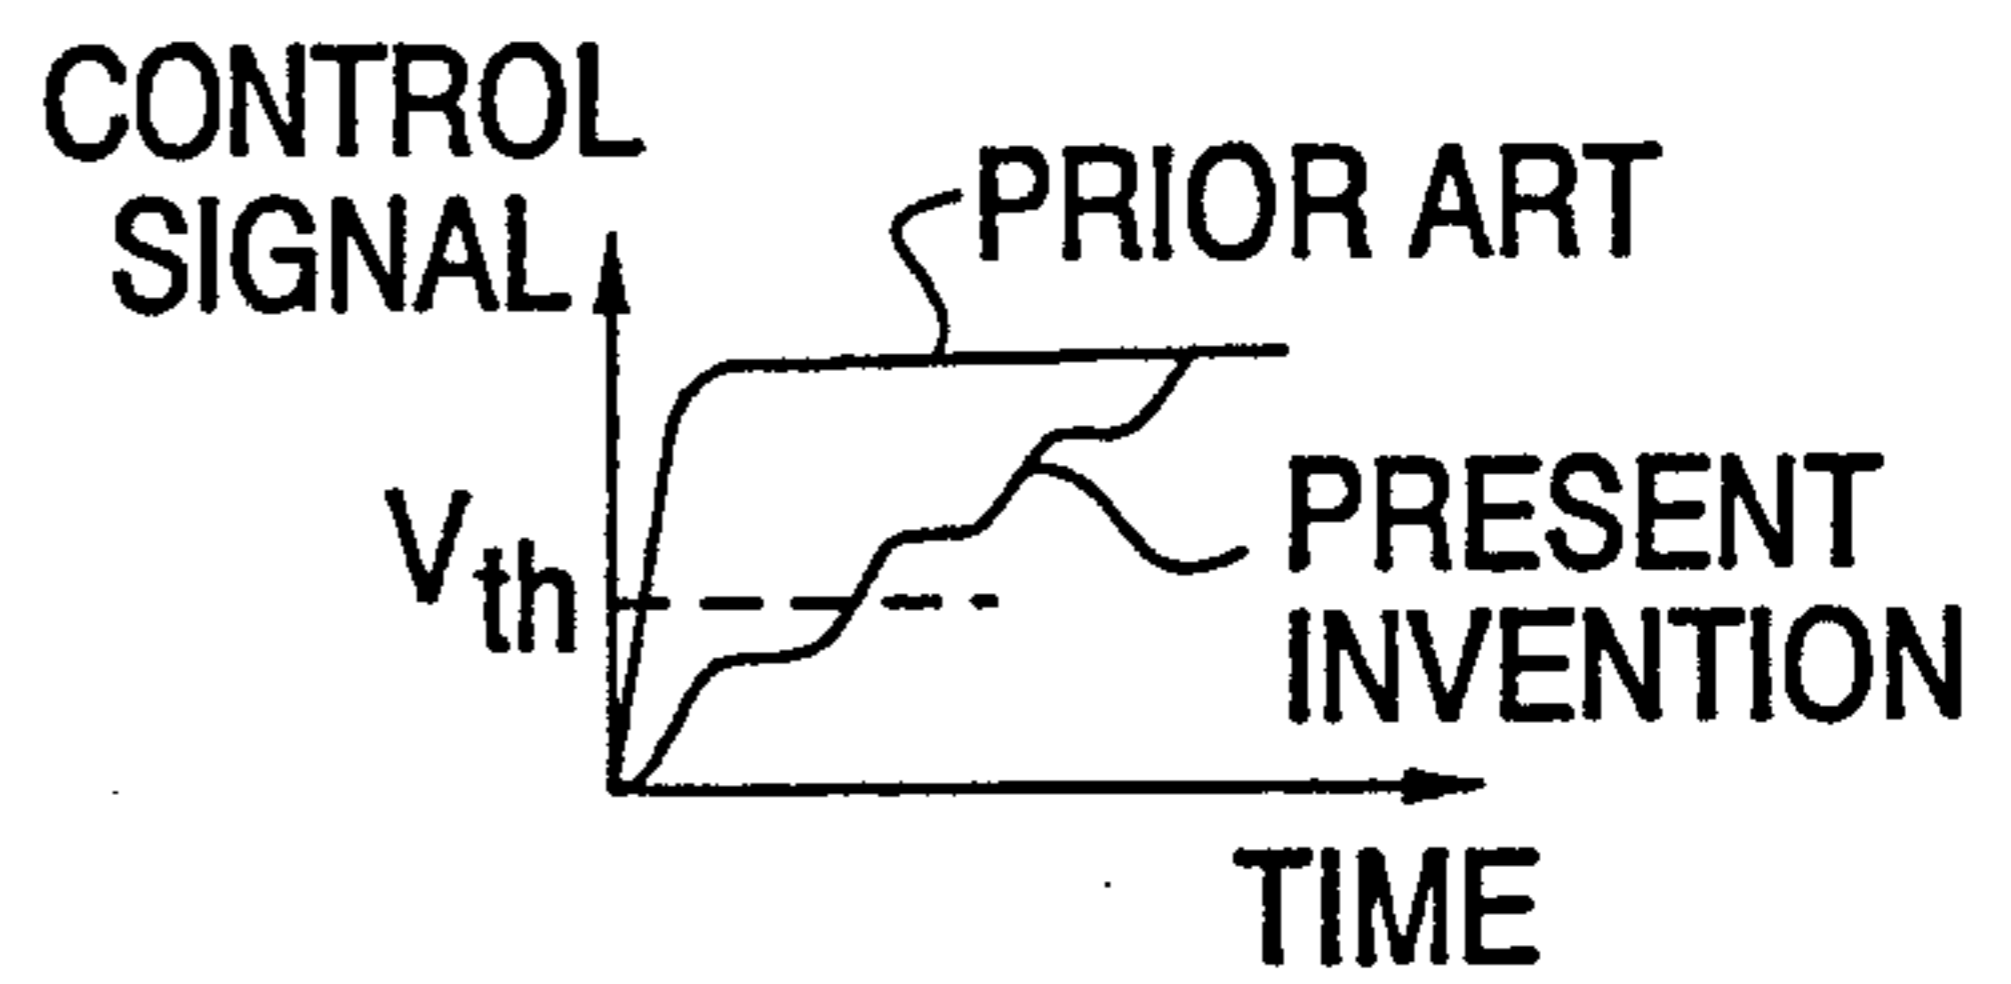 CONTROL
SIGNAL
PRIOR ART
Vth
PRESENT
INVENTION
TIME